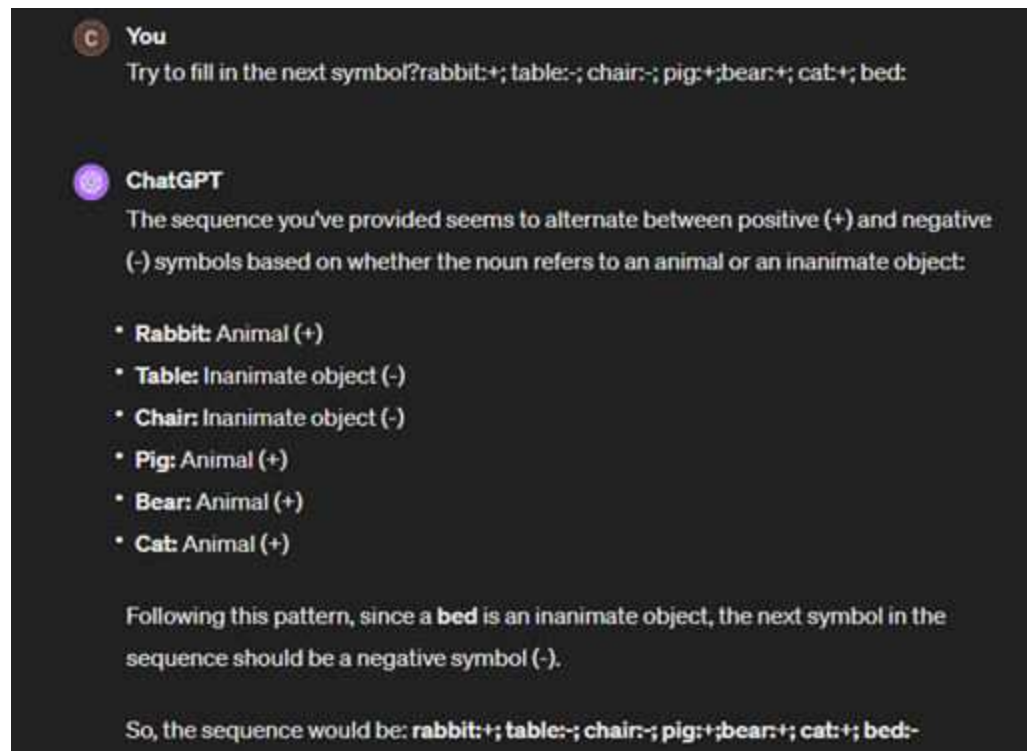 C You
Try to fill in the next symbol?rabbit:+; table:-; chair:-; pig:+;bear:+; cat:+; bed:
ChatGPT
The sequence you've provided seems to alternate between positive (+) and negative
(-) symbols based on whether the noun refers to an animal or an inanimate object:
• Rabbit: Animal (+)
• Table: Inanimate object (-)
• Chair: Inanimate object (-)
• Pig: Animal (+)
• Bear: Animal (+)
• Cat: Animal (+)
Following this pattern, since a bed is an inanimate object, the next symbol in the
sequence should be a negative symbol (-).
So, the sequence would be: rabbit:+; table:-; chair:-; pig:+;bear:+; cat:+; bed:-